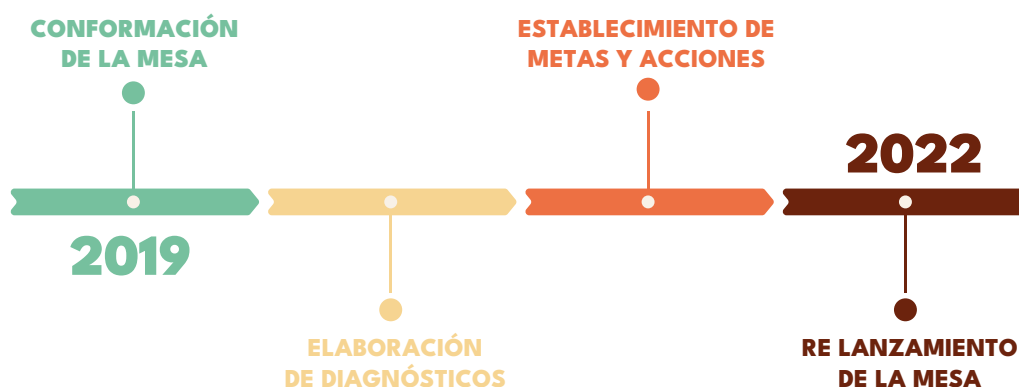 CONFORMACIÓN
DE LA MESA
2019
ELABORACIÓN
DE DIAGNÓSTICOS
ESTABLECIMIENTO DE
METAS Y ACCIONES
2022
RE LANZAMIENTO
DE LA MESA